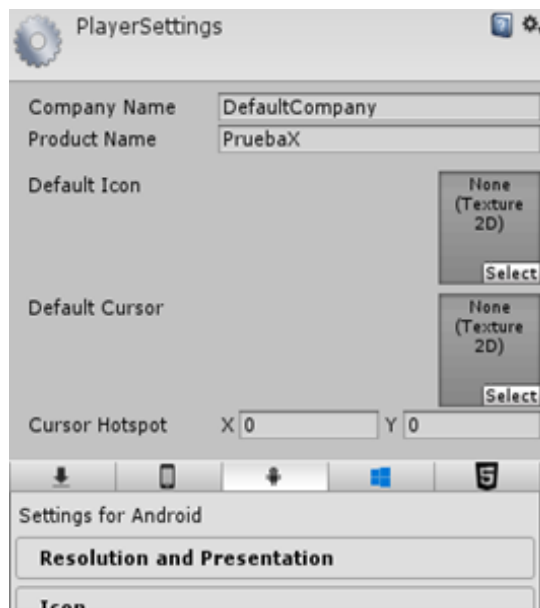 PlayerSettings
Company Name DefaultCompany
Product Name PruebaX
Default Icon
None
(Texture
2D)
Select
Default Cursor
None
(Texture
2D)
Select
Cursor Hotspot X 0 Y 0
Settings for Android
Resolution and Presentation
Icon